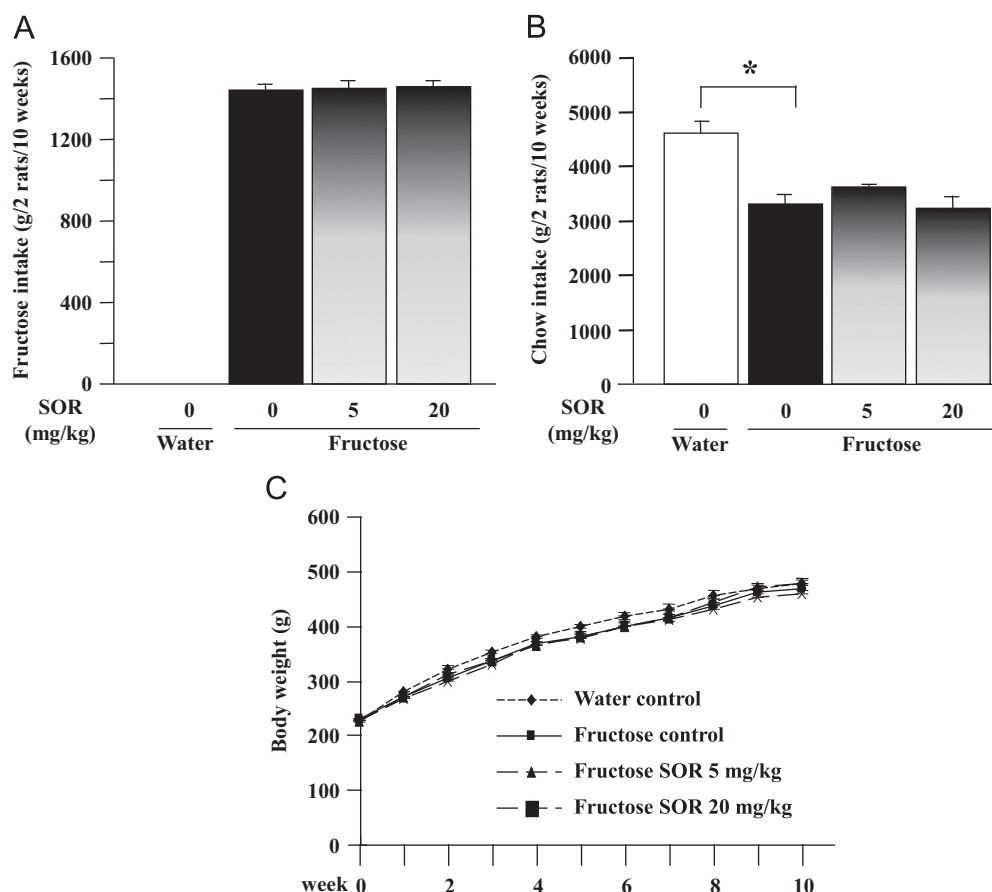 A
Fructose intake (g/2 rats/10 weeks)
1600
1200
800
400
0
SOR
(mg/kg)
0
0
5
20
Water
Fructose
B
Chow intake (g/2 rats/10 weeks)
6000
5000
4000
3000
2000
1000
0
*
SOR
(mg/kg)
0
0
5
20
Water
Fructose
C
Body weight (g)
600
500
400
300
200
100
0
Water control
Fructose control
Fructose SOR 5 mg/kg
Fructose SOR 20 mg/kg
week 0 2 4 6 8 10